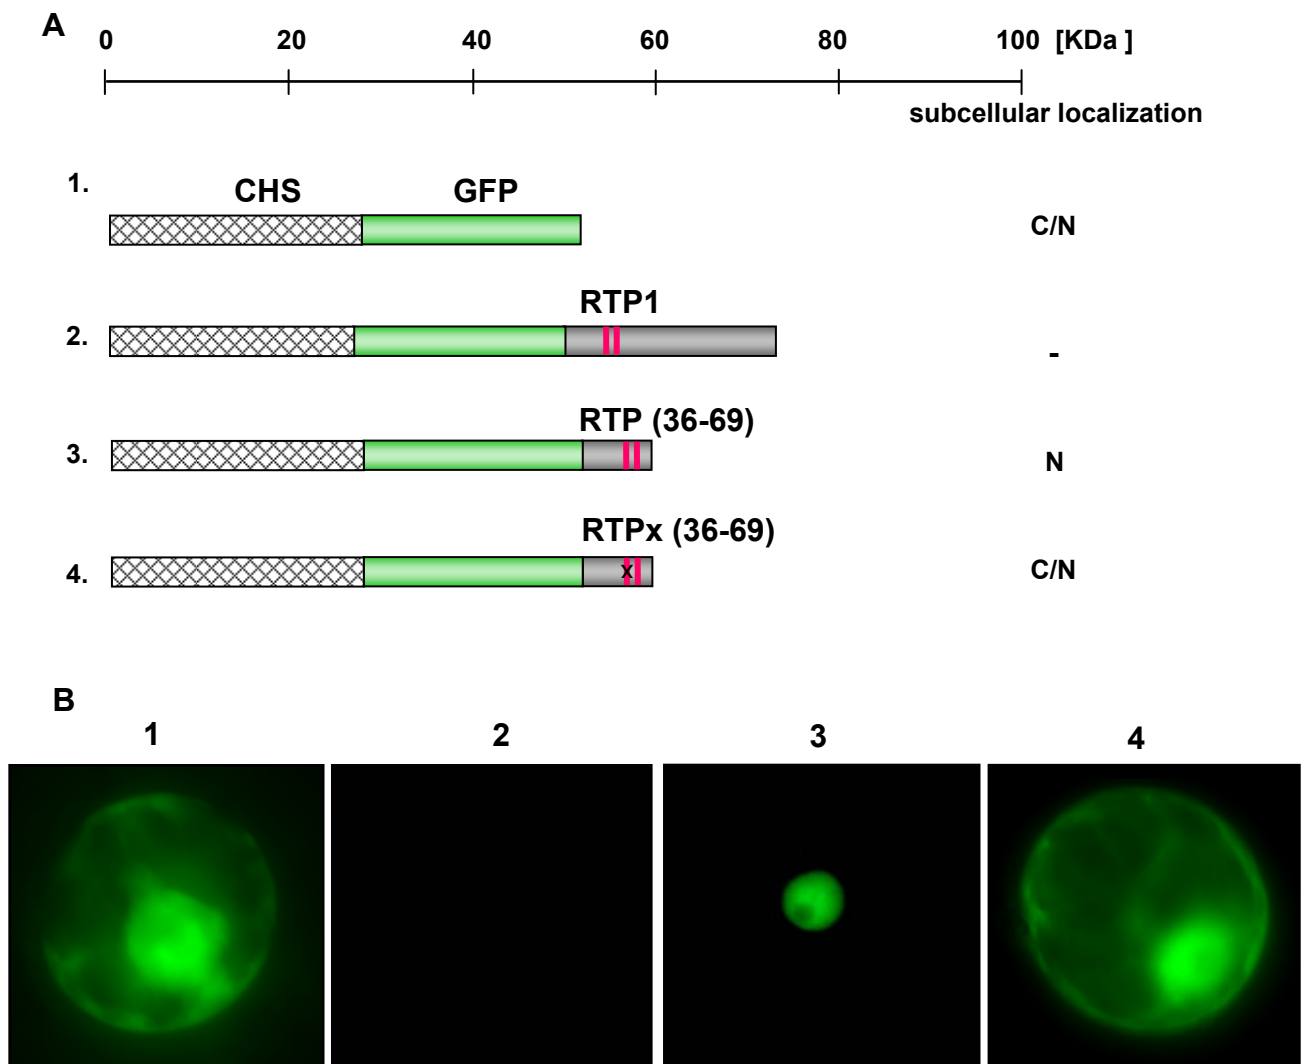 A
0 20 40 60 80 100 [KDa ]
subcellular localization
1.
CHS GFP
C/N
RTP1
2.
-
RTP (36-69)
3.
N
RTPx (36-69)
4.
x
C/N
B
1 2 3 4